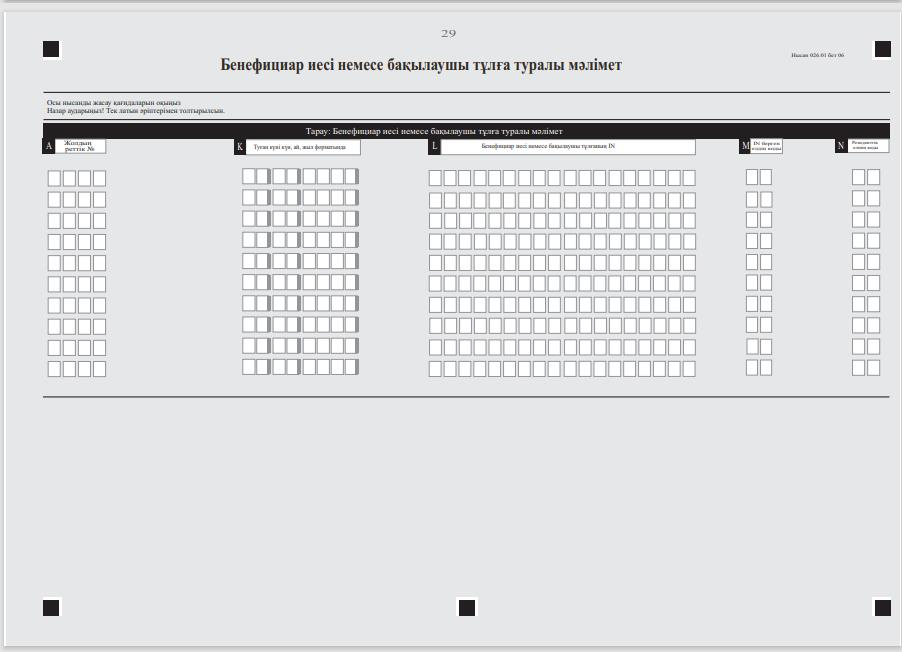 29
Нысан 026.01 бет 06
Бенефициар иесі немесе бақылаушы тұлға туралы мәлімет
Осы нысанды жасау қағидаларын оқыңыз
Назар аударыңыз! Тек латын әріптерімен толтырылсын.
Тарау: Бенефициар иесі немесе бақылаушы тұлға туралы мәлімет
A Жолдың реттік №
K Туған күні күн, ай, жыл форматында
L Бенефициар иесі немесе бақылаушы тұлғаның IN
M IN берген елдің коды
N Резиденттік елінің коды